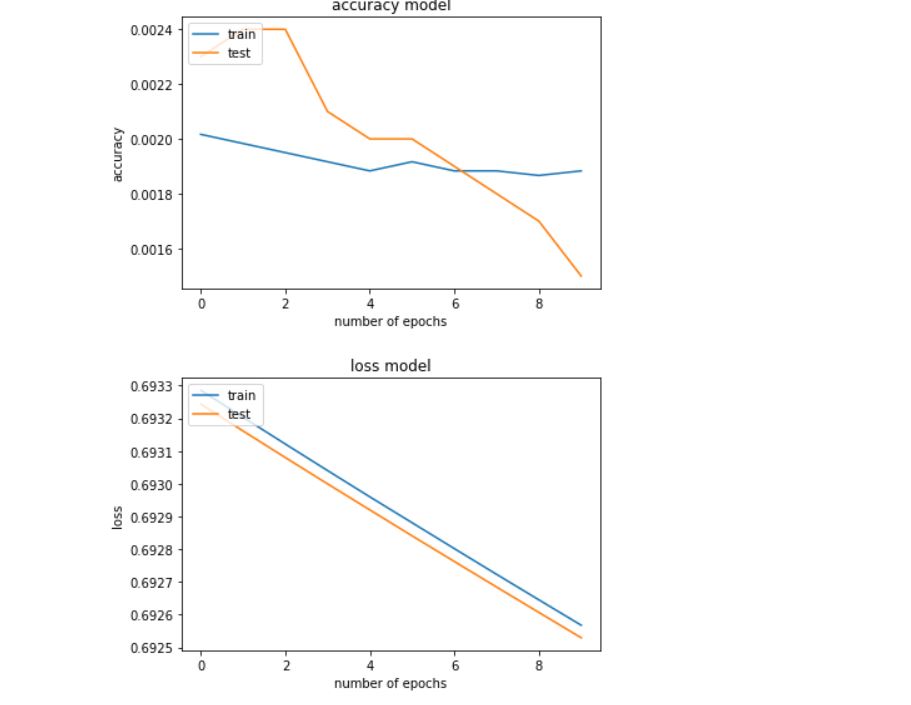 accuracy model
0.0024
0.0022
0.0020
0.0018
0.0016
accuracy
train
test
0 2 4 6 8
number of epochs
loss model
0.6933
0.6932
0.6931
0.6930
0.6929
0.6928
0.6927
0.6926
0.6925
loss
train
test
0 2 4 6 8
number of epochs